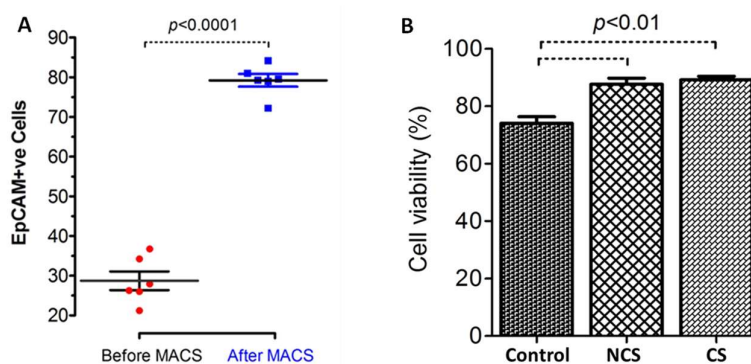 A
p<0.0001
EpCAM+ve Cells
90
80
70
60
50
40
30
20
Before MACS After MACS
B
p<0.01
Cell viability (%)
100
80
60
40
20
0
Control NCS CS